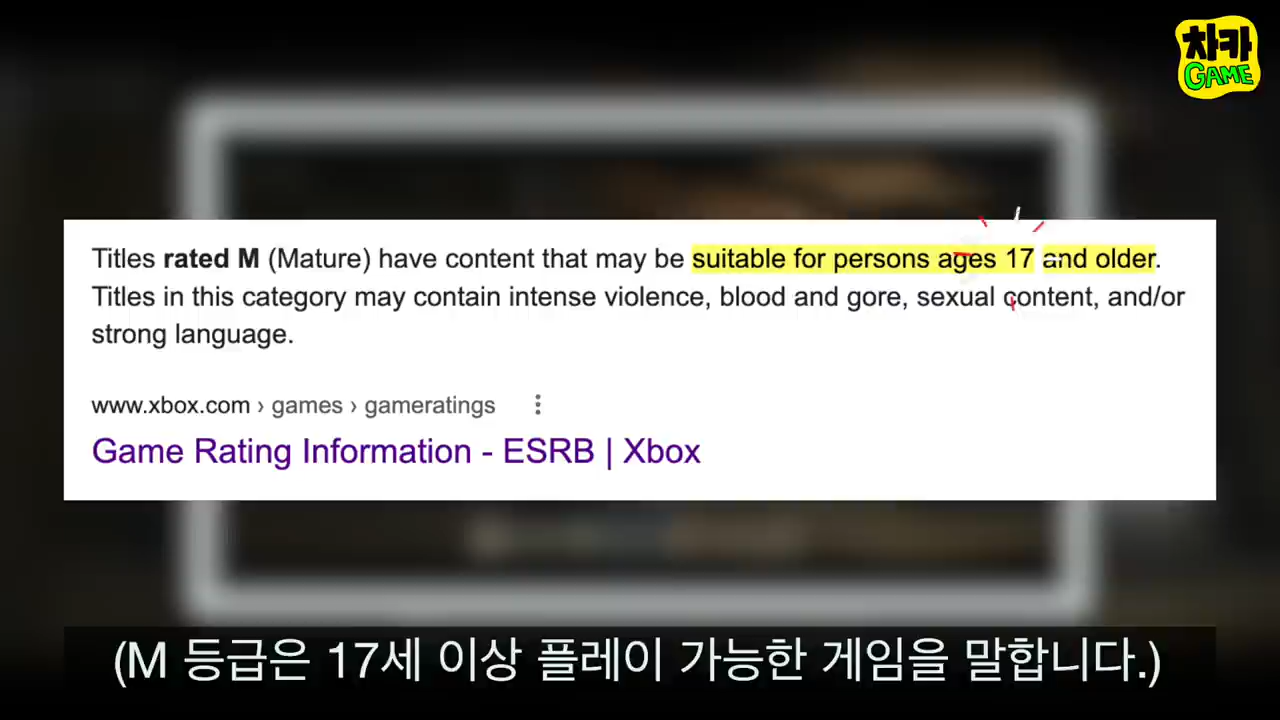 차카
GAME
Titles rated M (Mature) have content that may be suitable for persons ages 17 and older.
Titles in this category may contain intense violence, blood and gore, sexual content, and/or
strong language.
www.xbox.com › games › gameratings
Game Rating Information - ESRB | Xbox
(M 등급은 17세 이상 플레이 가능한 게임을 말합니다.)